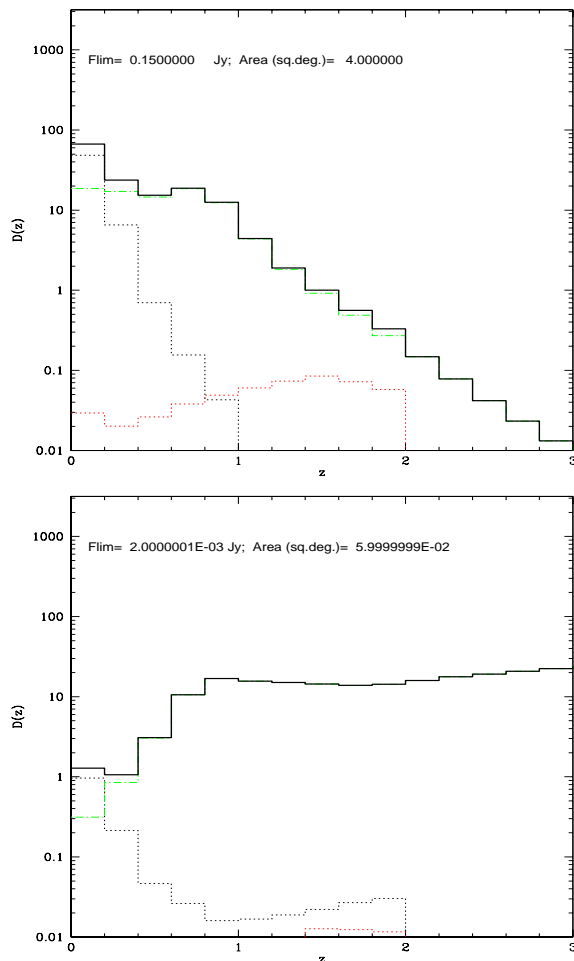 Flim= 0.1500000 Jy; Area (sq.deg.)= 4.000000
1000
100
10
1
0.1
0.01
D(z)
0 1 2 3
z
Flim= 2.0000001E-03 Jy; Area (sq.deg.)= 5.9999999E-02
1000
100
10
1
0.1
0.01
D(z)
0 1 2 3
z